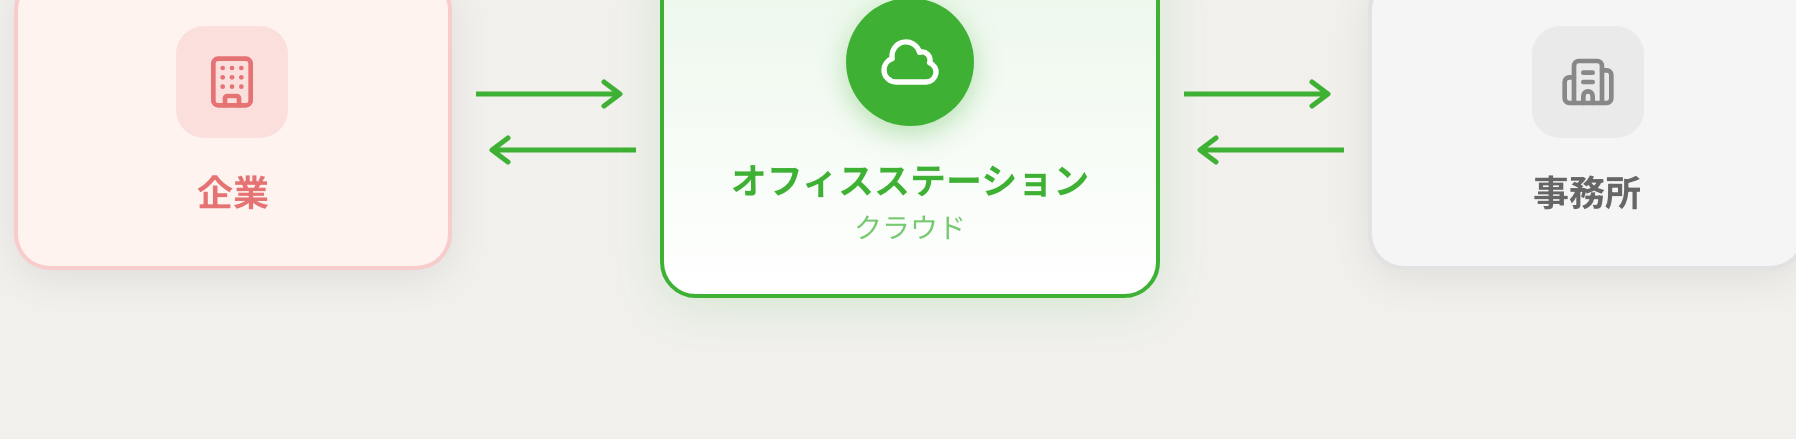 企業
オフィスステーション
クラウド
事務所